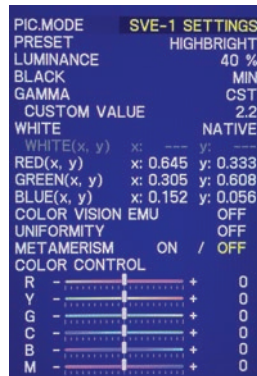 PIC.MODE SVE-1 SETTINGS
PRESET HIGHBRIGHT
LUMINANCE 40 %
BLACK MIN
GAMMA CST
CUSTOM VALUE 2.2
WHITE NATIVE
WHITE(x, y) x: --- y: ---
RED(x, y) x: 0.645 y: 0.333
GREEN(x, y) x: 0.305 y: 0.608
BLUE(x, y) x: 0.152 y: 0.056
COLOR VISION EMU OFF
UNIFORMITY OFF
METAMERISM ON / OFF
COLOR CONTROL
R - + 0
Y - + 0
G - + 0
C - + 0
B - + 0
M - + 0